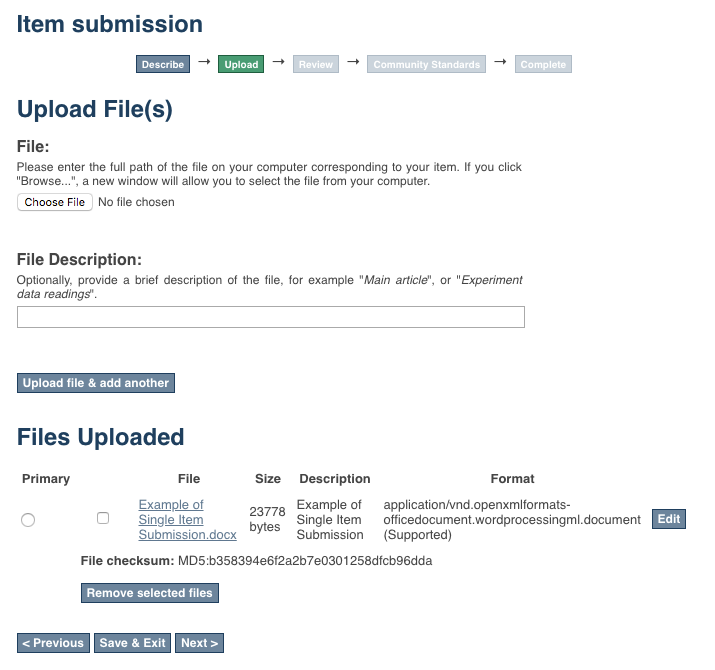 Item submission
Describe → Upload → Review → Community Standards → Complete
Upload File(s)
File:
Please enter the full path of the file on your computer corresponding to your item. If you click
"Browse...", a new window will allow you to select the file from your computer.
Choose File No file chosen
File Description:
Optionally, provide a brief description of the file, for example "Main article", or "Experiment
data readings".
Upload file & add another
Files Uploaded
Primary File Size Description Format
Example of
Single Item
Submission.docx
23778
bytes
Example of
Single Item
Submission
application/vnd.openxmlformats-
officedocument.wordprocessingml.document
(Supported)
Edit
File checksum: MD5:b358394e6f2a2b7e0301258dfcb96dda
Remove selected files
< Previous Save & Exit Next >